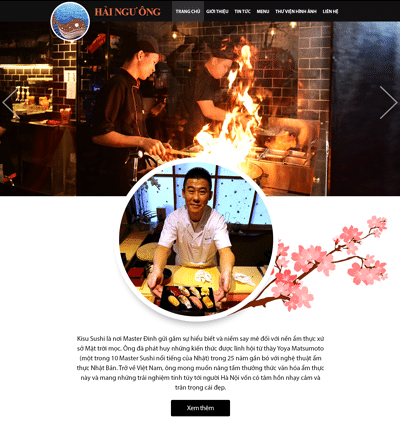 HẢI NGƯ ÔNG
TRANG CHỦ GIỚI THIỆU TIN TỨC MENU THƯ VIỆN HÌNH ẢNH LIÊN HỆ
Kisu Sushi là nơi Master Định gửi gắm sự hiểu biết và niềm say mê đối với nền ẩm thực xứ
sở Mặt trời mọc. Ông đã phát huy những kiến thức được lĩnh hội từ thầy Yoya Matsumoto
(một trong 10 Master Sushi nổi tiếng của Nhật) trong 25 năm gắn bó với nghệ thuật ẩm
thực Nhật Bản. Trở về Việt Nam, ông mong muốn nâng tầm thưởng thức văn hóa ẩm thực
này và mang những trải nghiệm tinh túy tới người Hà Nội vốn có tâm hồn nhạy cảm và
trân trọng cái đẹp.
Xem thêm